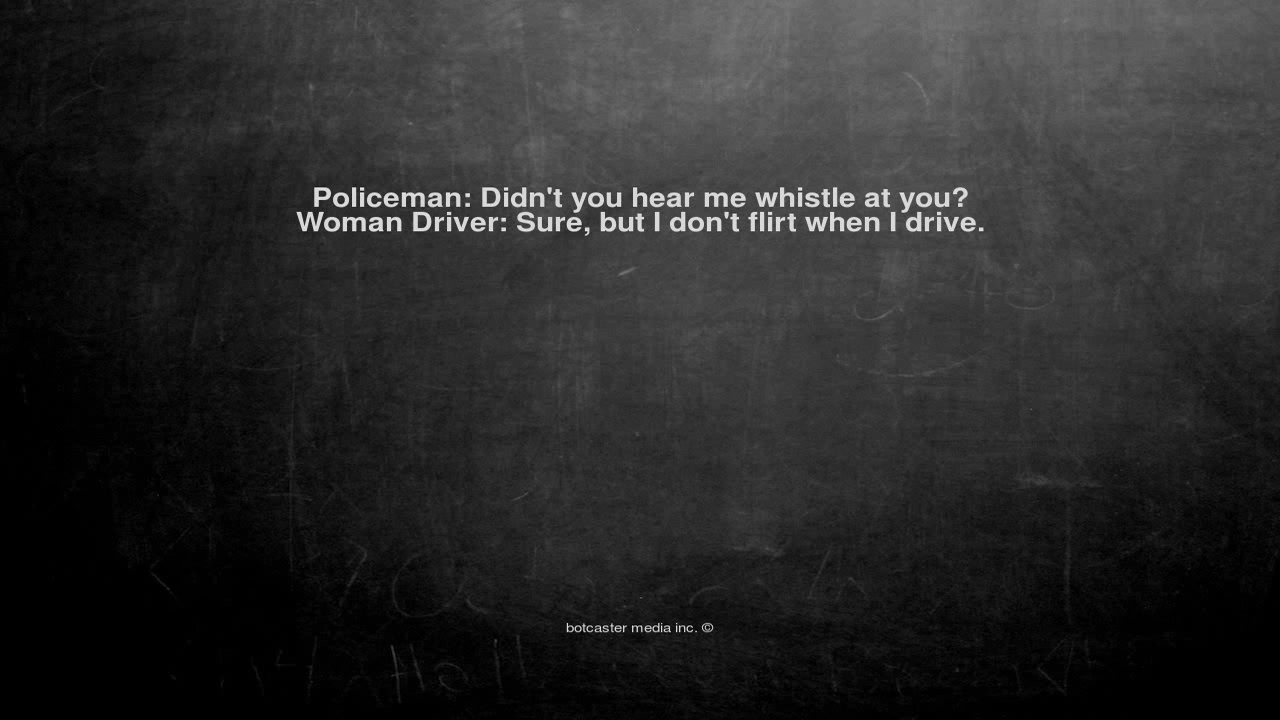 Policeman: Didn't you hear me whistle at you?
Woman Driver: Sure, but I don't flirt when I drive.
botcaster media inc. ©